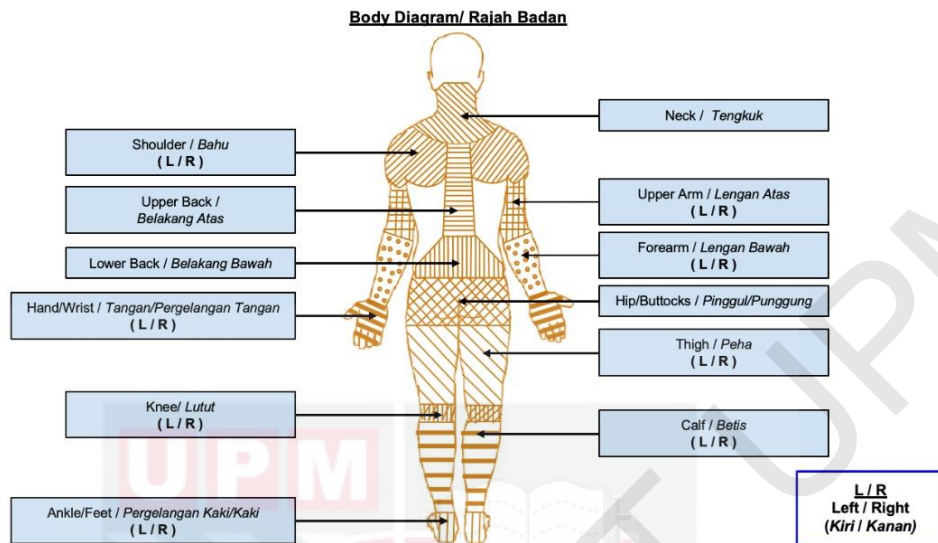 Body Diagram/ Rajah Badan
Neck / Tengkuk
Shoulder / Bahu
( L / R )
Upper Back /
Belakang Atas
Upper Arm / Lengan Atas
(L / R)
Lower Back / Belakang Bawah
Forearm / Lengan Bawah
(L / R)
Hand/Wrist / Tangan/Pergelangan Tangan
( L / R )
Hip/Buttocks / Pinggul/Punggung
Thigh / Peha
(L / R)
Knee/ Lutut
(L / R)
Calf / Betis
(L / R)
Ankle/Feet / Pergelangan Kaki/Kaki
(L / R)
L / R
Left / Right
(Kiri / Kanan)
UPM
T UPM